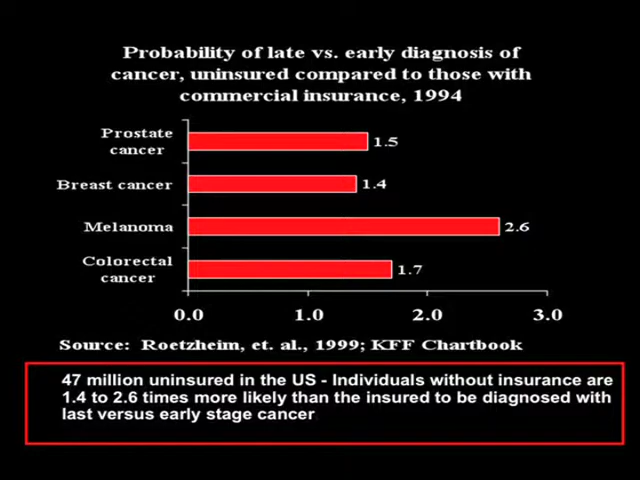 Probability of late vs. early diagnosis of
cancer, uninsured compared to those with
commercial insurance, 1994
Prostate
cancer
1.5
Breast cancer
1.4
Melanoma
2.6
Colorectal
cancer
1.7
0.0
1.0
2.0
3.0
Source: Roetzheim, et. al., 1999; KFF Chartbook
47 million uninsured in the US - Individuals without insurance are
1.4 to 2.6 times more likely than the insured to be diagnosed with
last versus early stage cancer